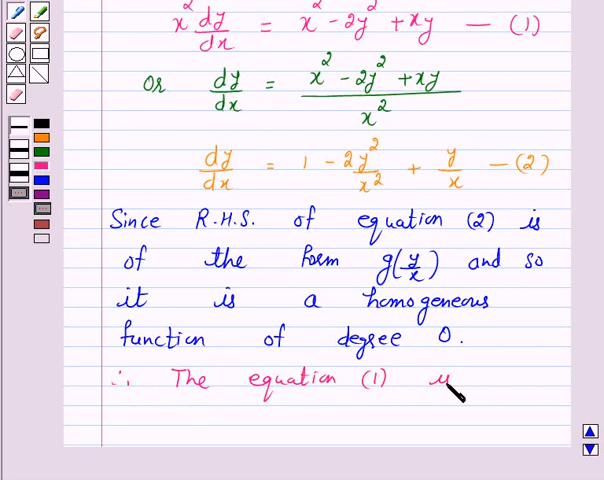 x² dy/dx = x² - 2y² + xy — (1)
or dy/dx = (x² - 2y² + xy)/x²
dy/dx = 1 - 2y²/x² + y/x — (2)
Since R.H.S. of equation (2) is
of the form g(y/x) and so
it is a homogeneous
function of degree 0.
∴ The equation (1)